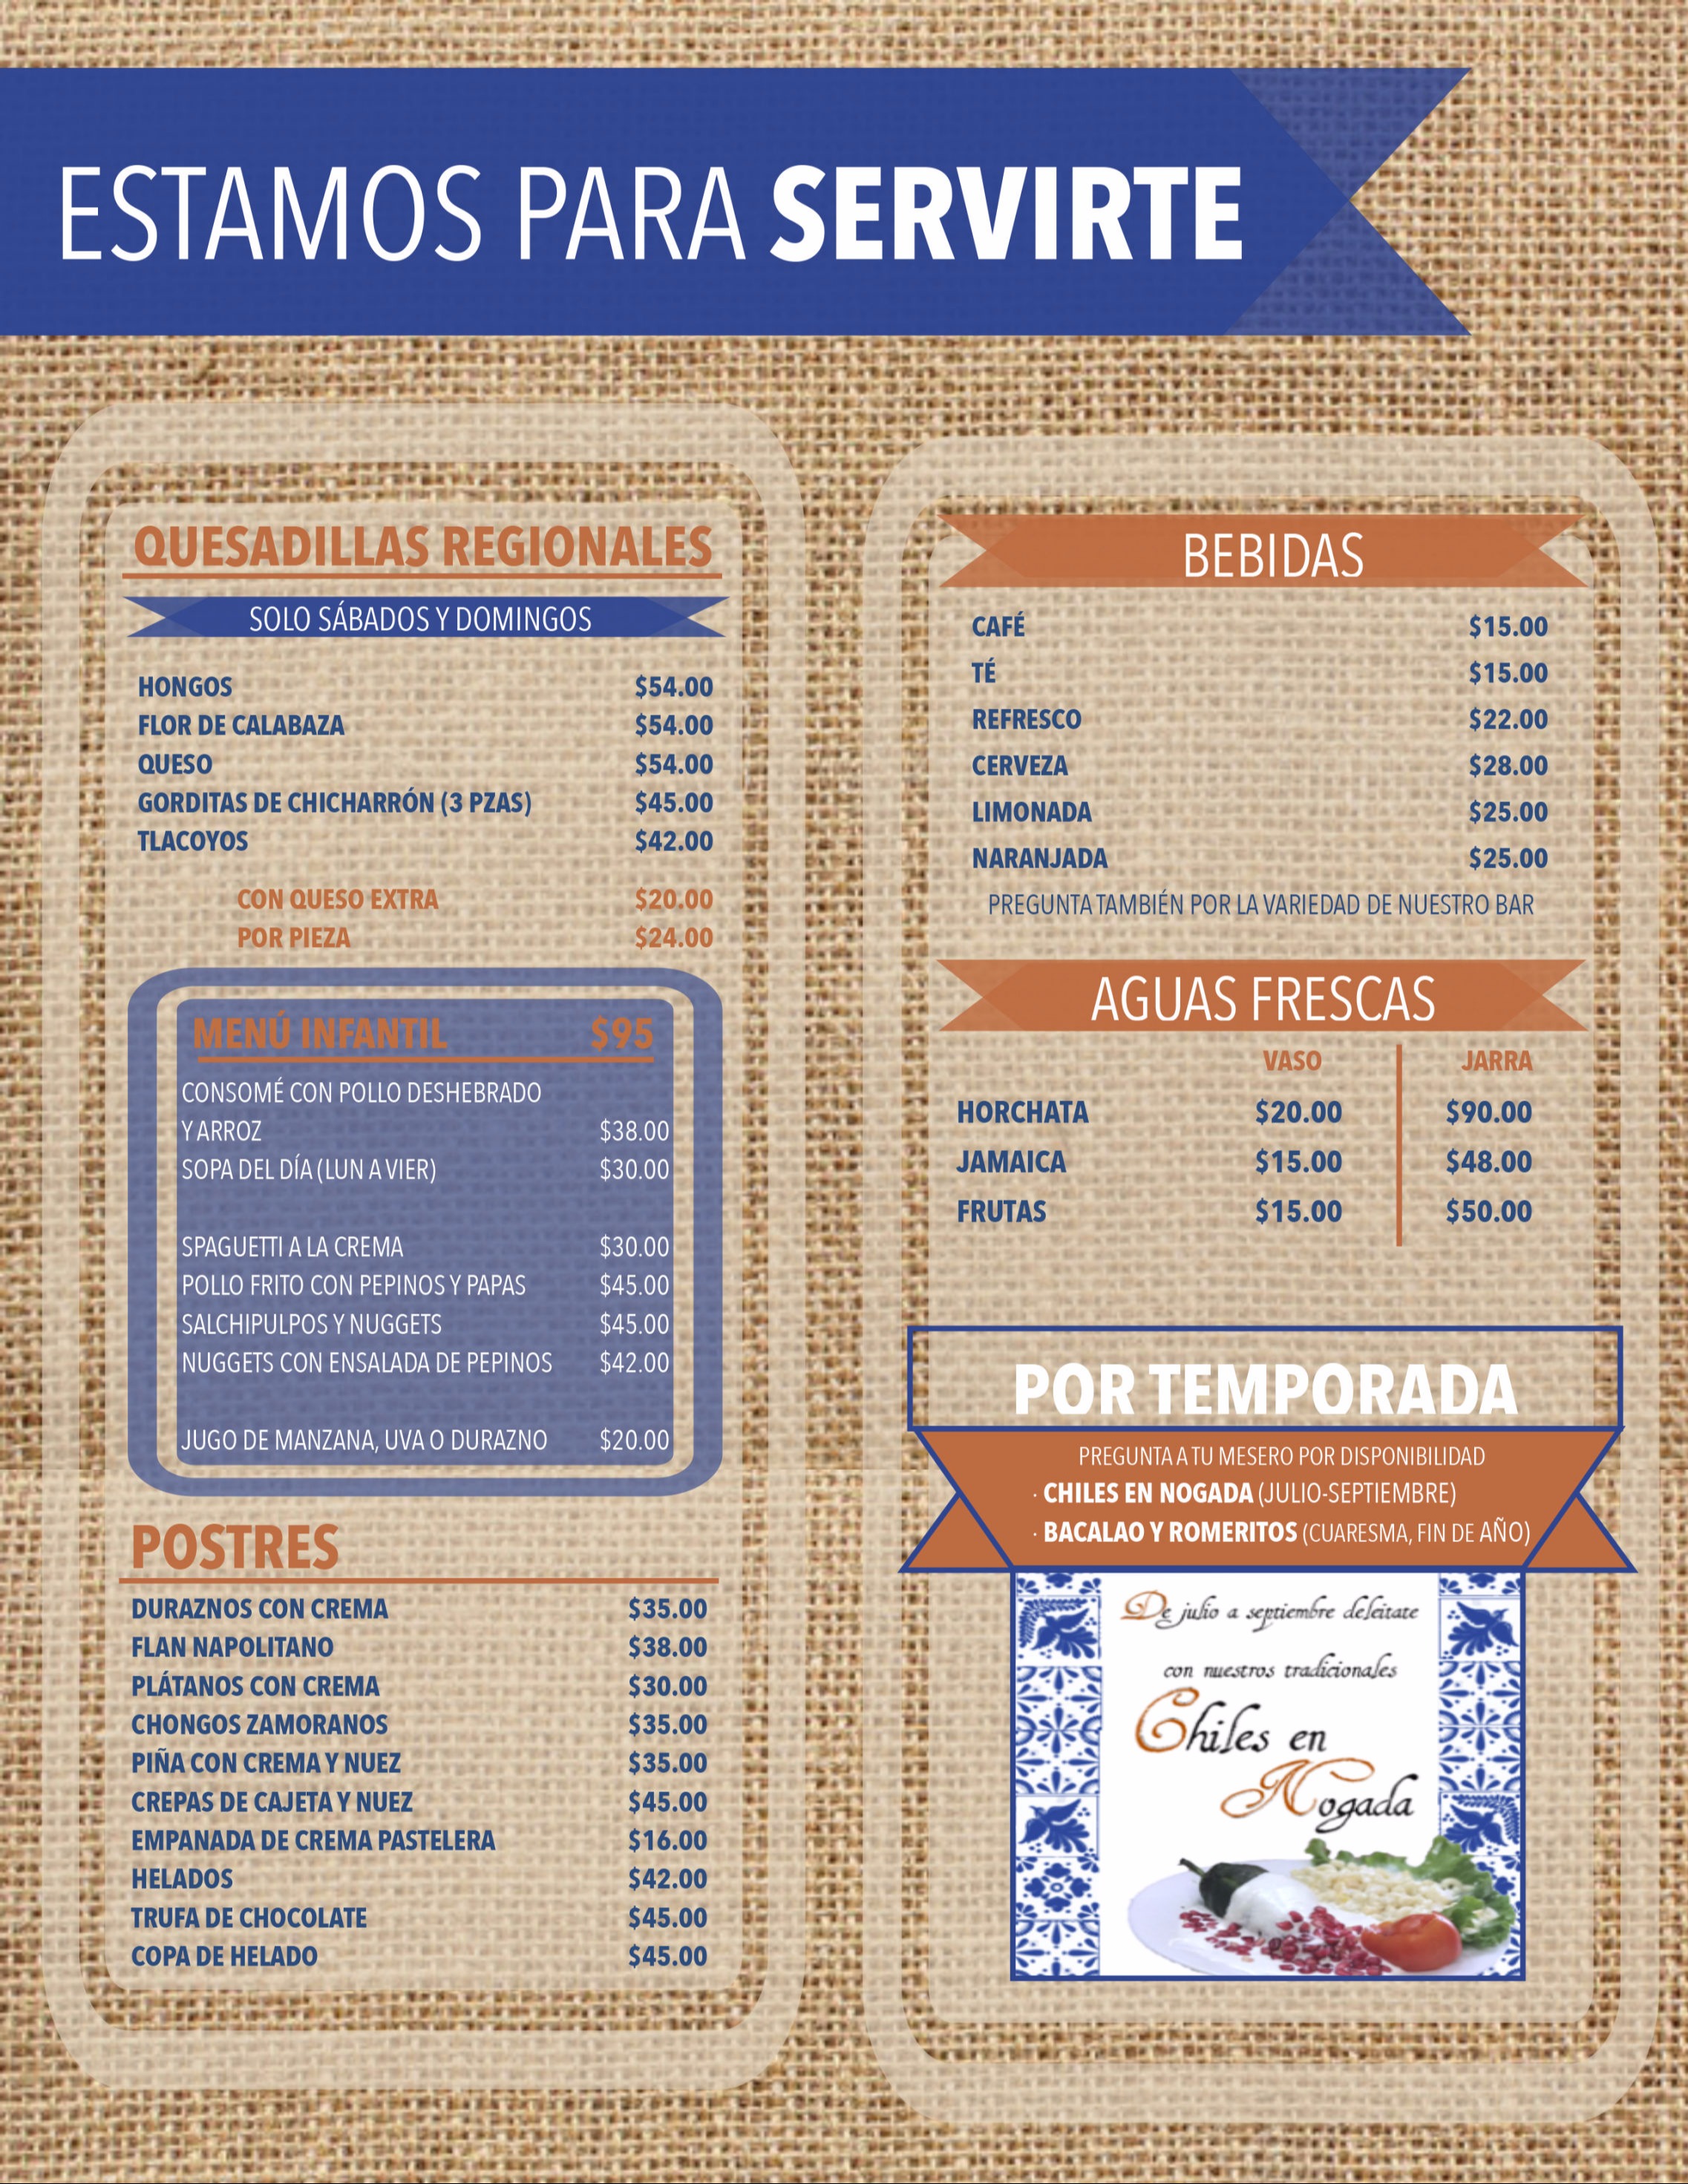 ESTAMOS PARA SERVIRTE
QUESADILLAS REGIONALES
SOLO SÁBADOS Y DOMINGOS
HONGOS $54.00
FLOR DE CALABAZA $54.00
QUESO $54.00
GORDITAS DE CHICHARRÓN (3 PZAS) $45.00
TLACOYOS $42.00
CON QUESO EXTRA $20.00
POR PIEZA $24.00
MENÚ INFANTIL $95
CONSOMÉ CON POLLO DESHEBRADO
Y ARROZ $38.00
SOPA DEL DÍA (LUN A VIER) $30.00
SPAGUETTI A LA CREMA $30.00
POLLO FRITO CON PEPINOS Y PAPAS $45.00
SALCHIPULPOS Y NUGGETS $45.00
NUGGETS CON ENSALADA DE PEPINOS $42.00
JUGO DE MANZANA, UVA O DURAZNO $20.00
POSTRES
DURAZNOS CON CREMA $35.00
FLAN NAPOLITANO $38.00
PLÁTANOS CON CREMA $30.00
CHONGOS ZAMORANOS $35.00
PIÑA CON CREMA Y NUEZ $35.00
CREPAS DE CAJETA Y NUEZ $45.00
EMPANADA DE CREMA PASTELERA $16.00
HELADOS $42.00
TRUFA DE CHOCOLATE $45.00
COPA DE HELADO $45.00
BEBIDAS
CAFÉ $15.00
TÉ $15.00
REFRESCO $22.00
CERVEZA $28.00
LIMONADA $25.00
NARANJADA $25.00
PREGUNTA TAMBIÉN POR LA VARIEDAD DE NUESTRO BAR
AGUAS FRESCAS
VASO JARRA
HORCHATA $20.00 $90.00
JAMAICA $15.00 $48.00
FRUTAS $15.00 $50.00
POR TEMPORADA
PREGUNTA A TU MESERO POR DISPONIBILIDAD
· CHILES EN NOGADA (JULIO-SEPTIEMBRE)
· BACALAO Y ROMERITOS (CUARESMA, FIN DE AÑO)
De julio a septiembre deleitate
con nuestros tradicionales
Chiles en
Nogada